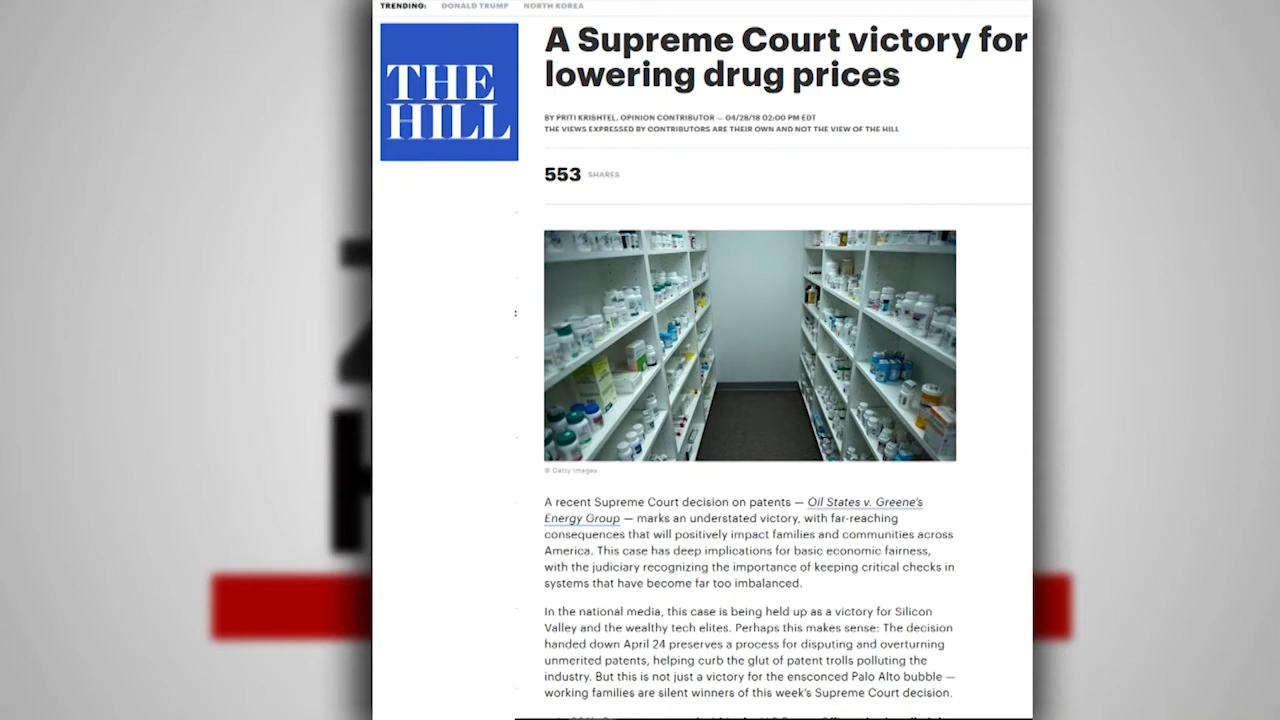 TRENDING: DONALD TRUMP NORTH KOREA
THE
HILL
A Supreme Court victory for
lowering drug prices
BY PRITI KRISHTEL, OPINION CONTRIBUTOR — 04/28/18 02:00 PM EDT
THE VIEWS EXPRESSED BY CONTRIBUTORS ARE THEIR OWN AND NOT THE VIEW OF THE HILL
553 SHARES
© Getty Images
A recent Supreme Court decision on patents — Oil States v. Greene's
Energy Group — marks an understated victory, with far-reaching
consequences that will positively impact families and communities across
America. This case has deep implications for basic economic fairness,
with the judiciary recognizing the importance of keeping critical checks in
systems that have become far too imbalanced.
In the national media, this case is being held up as a victory for Silicon
Valley and the wealthy tech elites. Perhaps this makes sense: The decision
handed down April 24 preserves a process for disputing and overturning
unmerited patents, helping curb the glut of patent trolls polluting the
industry. But this is not just a victory for the ensconced Palo Alto bubble —
working families are silent winners of this week's Supreme Court decision.